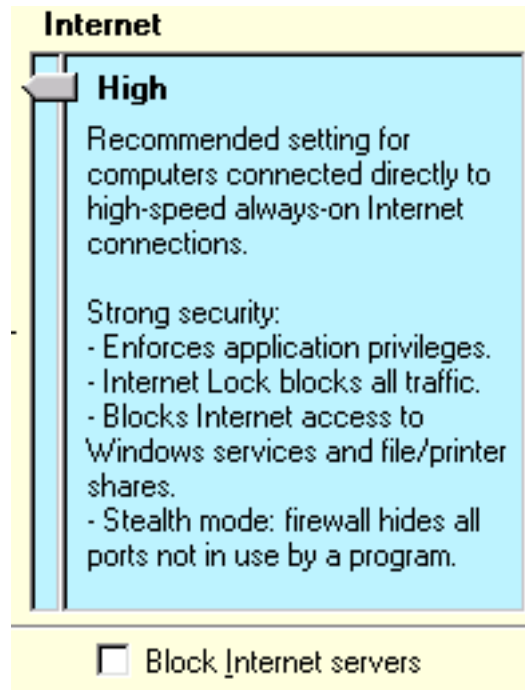 Internet
High
Recommended setting for
computers connected directly to
high-speed always-on Internet
connections.
Strong security:
- Enforces application privileges.
- Internet Lock blocks all traffic.
- Blocks Internet access to
Windows services and file/printer
shares.
- Stealth mode: firewall hides all
ports not in use by a program.
Block Internet servers